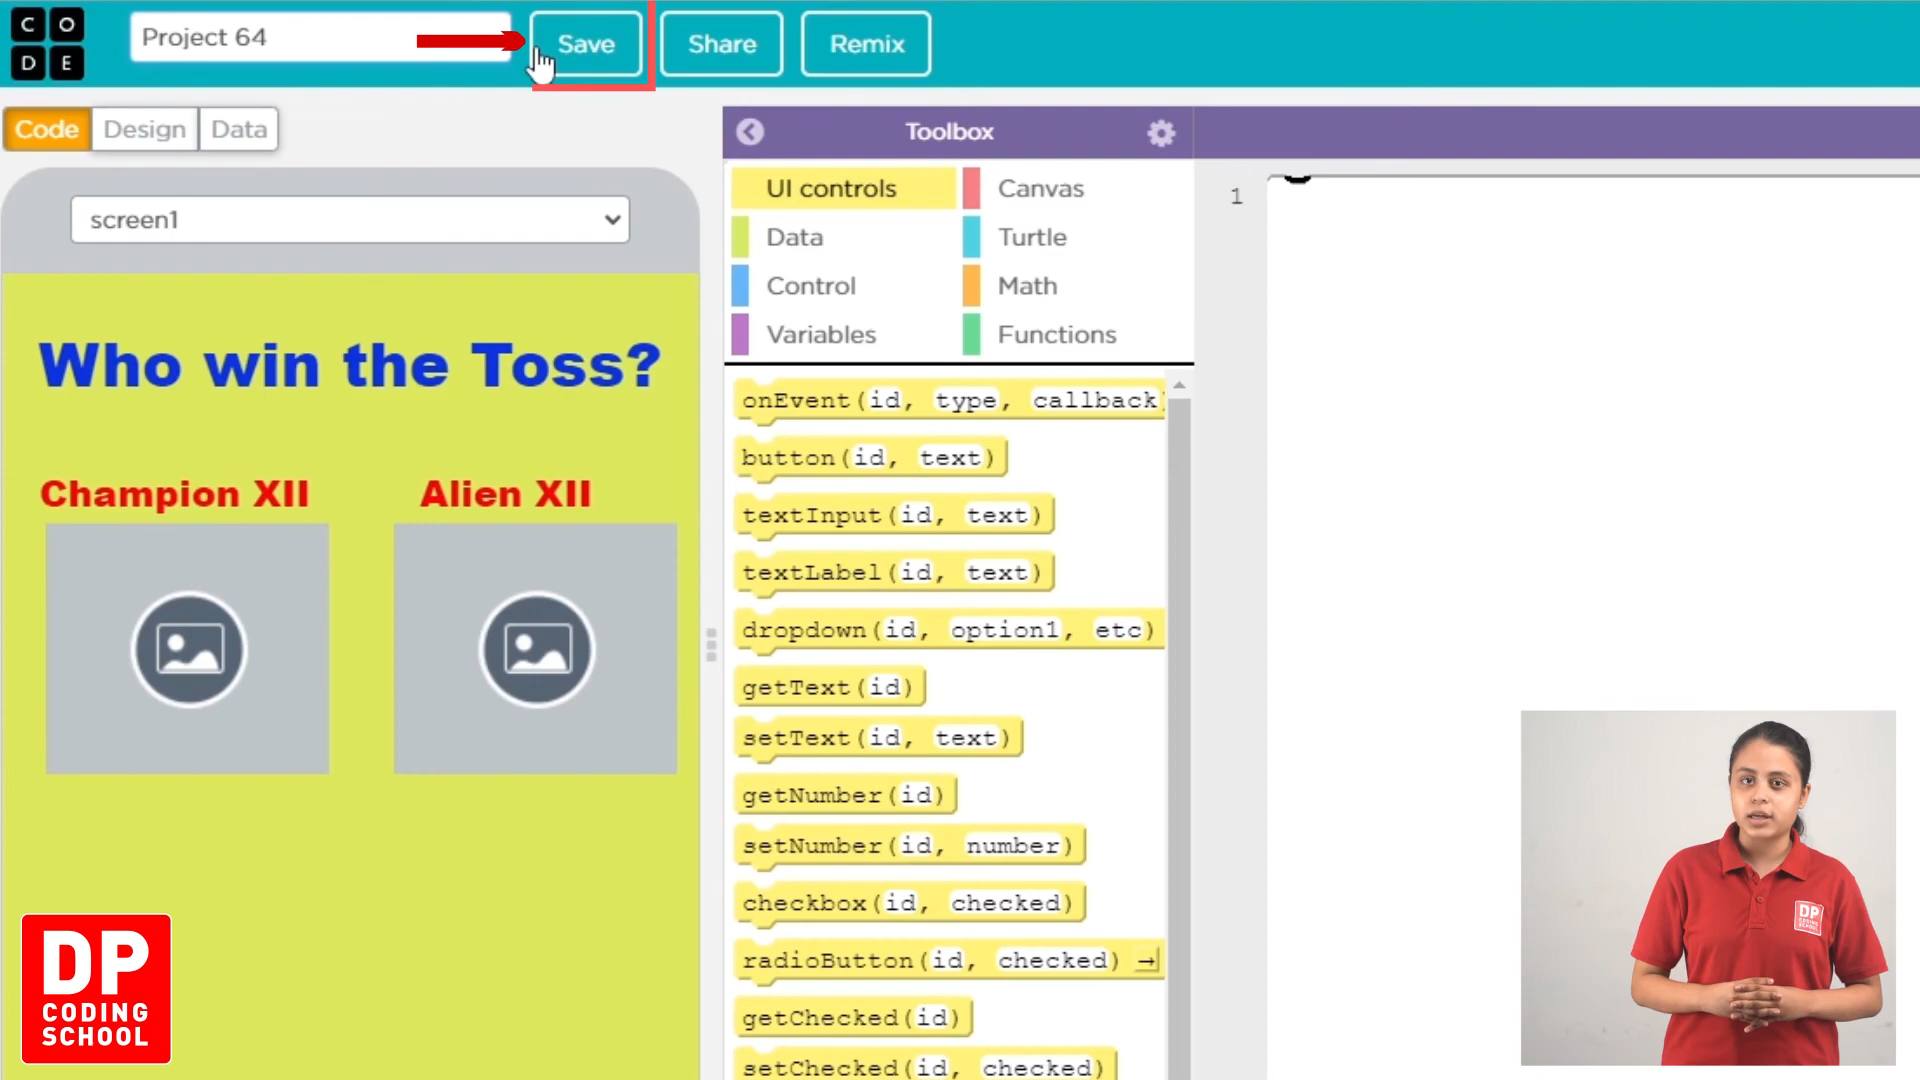 C O
D E
Project 64
Save
Share
Remix
Code
Design
Data
screen1
Who win the Toss?
Champion XII
Alien XII
Toolbox
UI controls
Canvas
Data
Turtle
Control
Math
Variables
Functions
onEvent(id, type, callback)
button(id, text)
textInput(id, text)
textLabel(id, text)
dropdown(id, option1, etc)
getText(id)
setText(id, text)
getNumber(id)
setNumber(id, number)
checkbox(id, checked)
radioButton(id, checked) →
getChecked(id)
setChecked(id, checked)
1
DP
CODING
SCHOOL
DP
CODING
SCHOOL